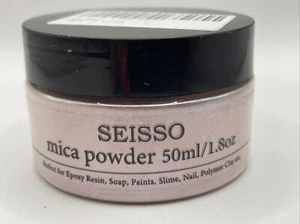 SEISSO
mica powder 50ml/1.8oz
Perfect for Epoxy Resin, Soap, Paints, Slime, Nail, Polymer Clay etc.